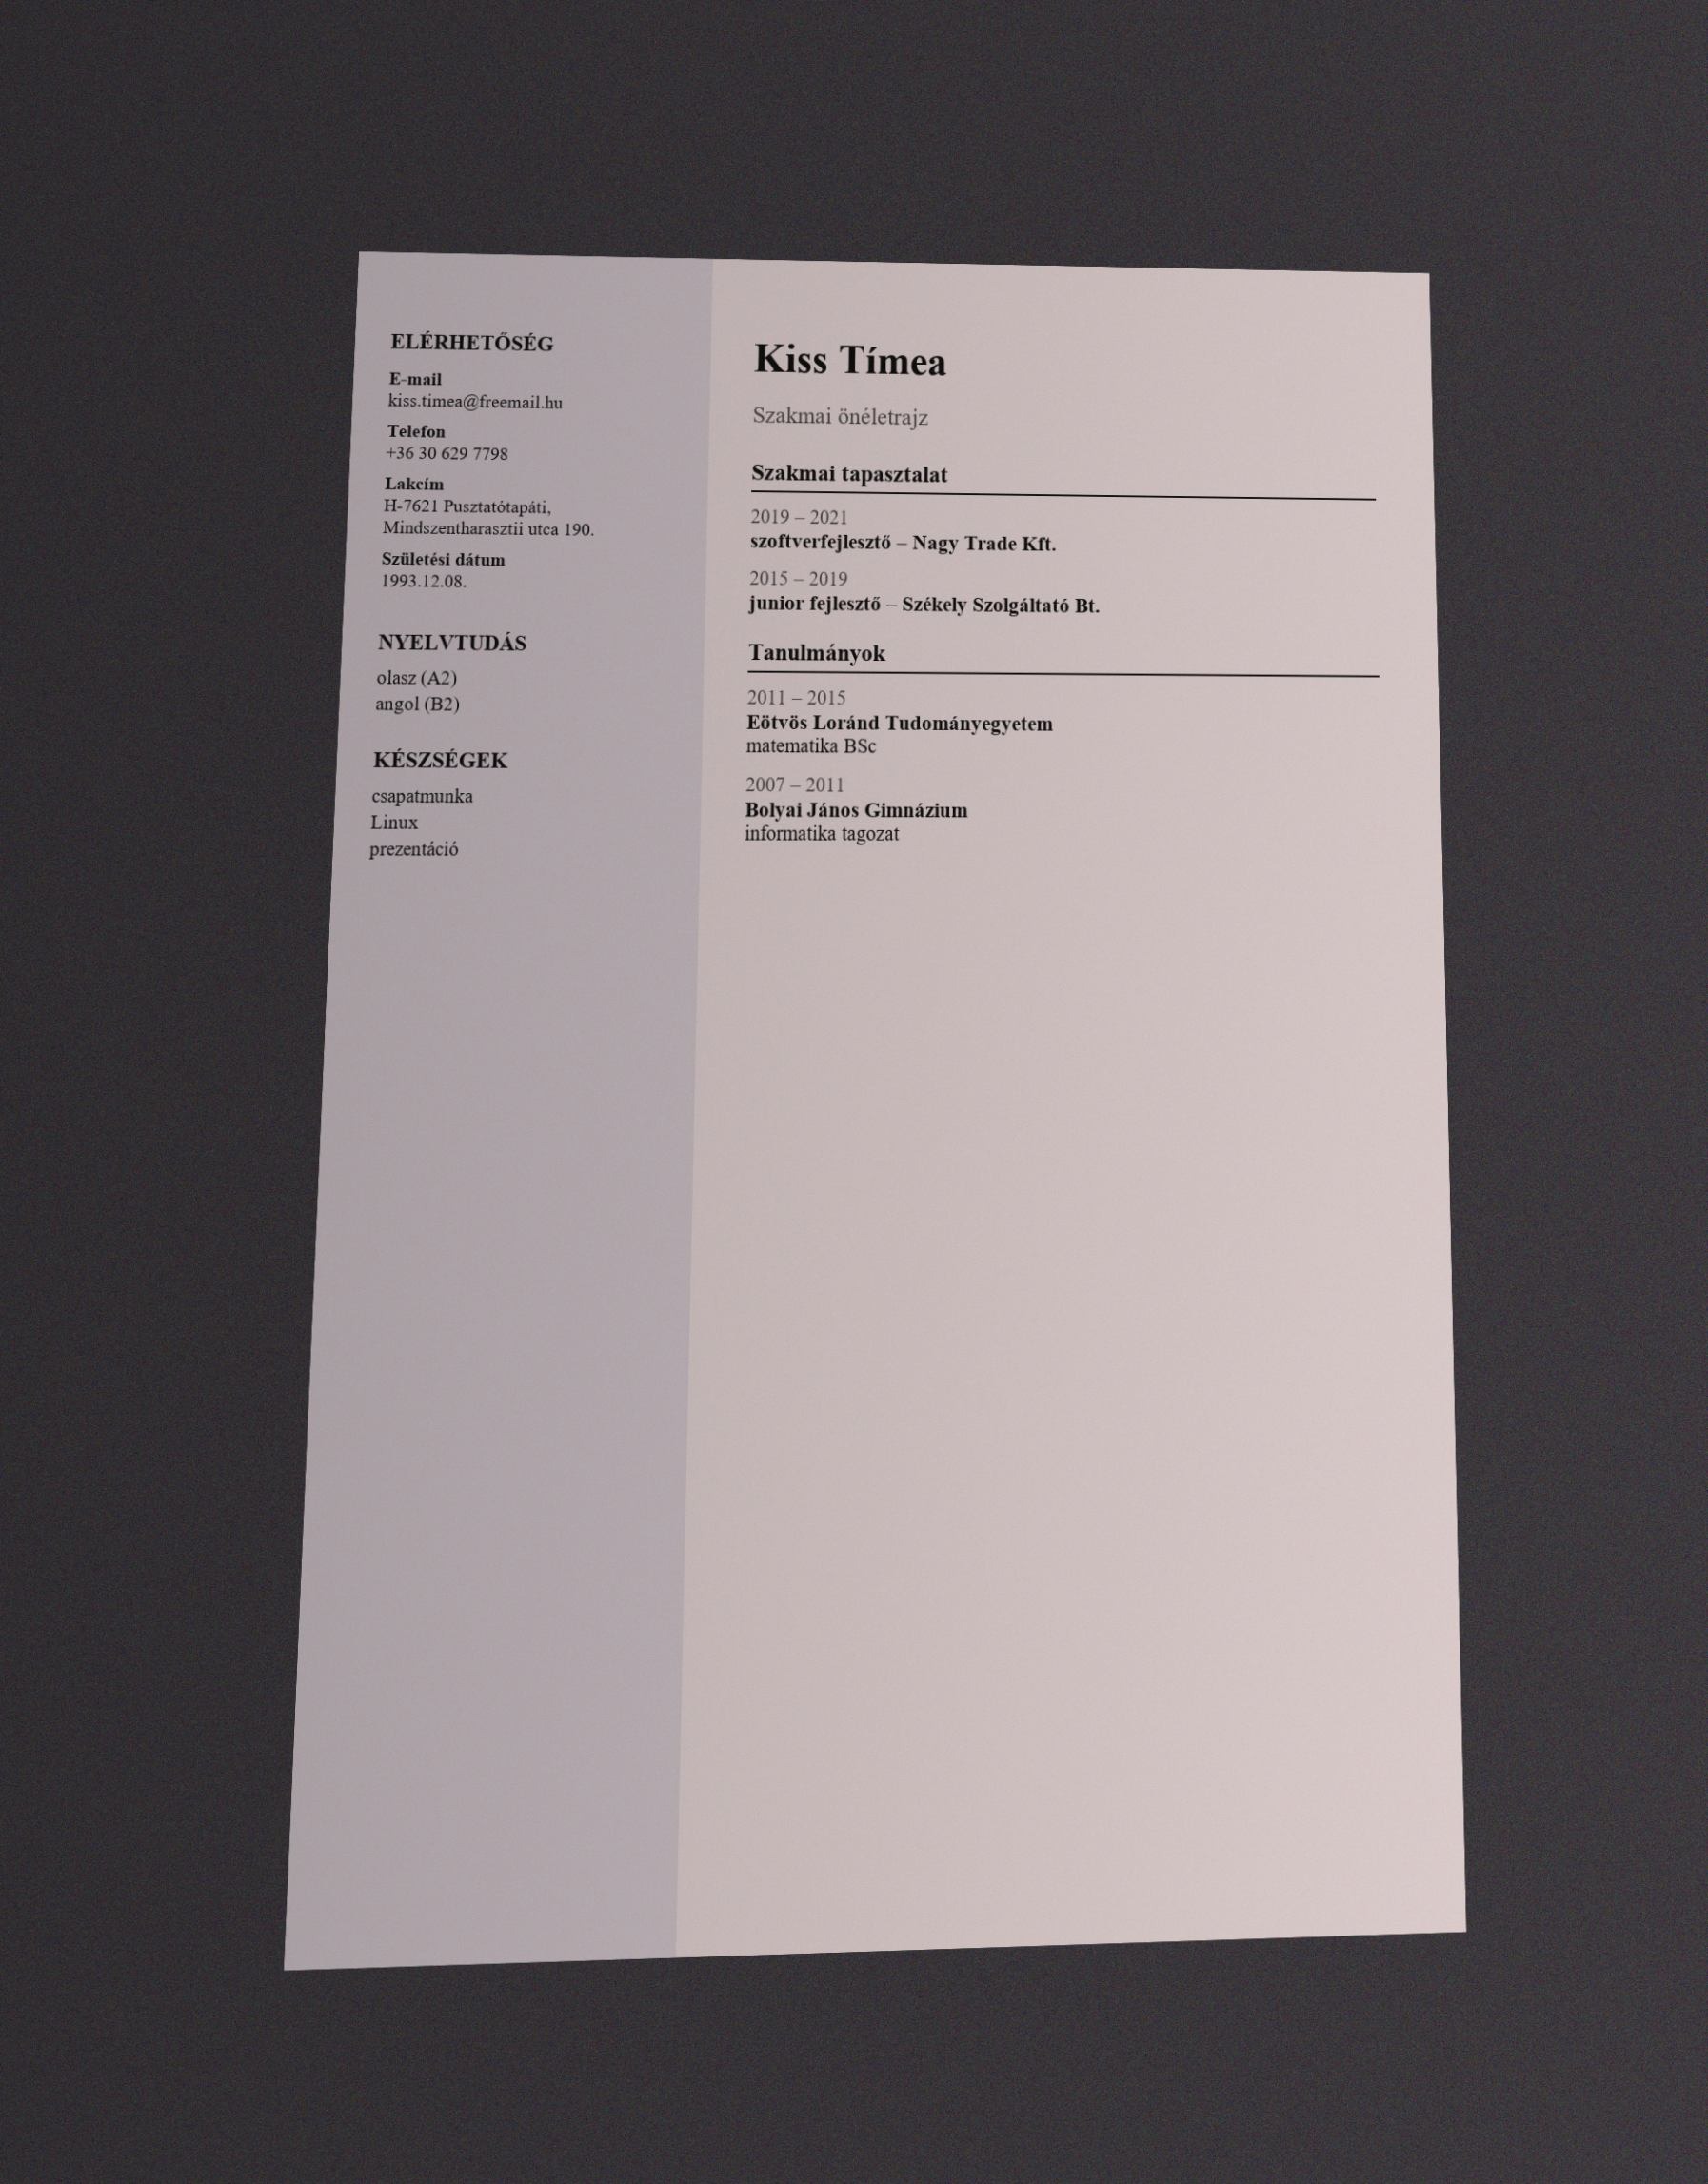 ELÉRHETŐSÉG
E-mail
kiss.timea@freemail.hu
Telefon
+36 30 629 7798
Lakcím
H-7621 Pusztatótapáti,
Mindszentharasztii utca 190.
Születési dátum
1993.12.08.
NYELVTUDÁS
olasz (A2)
angol (B2)
KÉSZSÉGEK
csapatmunka
Linux
prezentáció
Kiss Tímea
Szakmai önéletrajz
Szakmai tapasztalat
2019 – 2021
szoftverfejlesztő – Nagy Trade Kft.
2015 – 2019
junior fejlesztő – Székely Szolgáltató Bt.
Tanulmányok
2011 – 2015
Eötvös Loránd Tudományegyetem
matematika BSc
2007 – 2011
Bolyai János Gimnázium
informatika tagozat